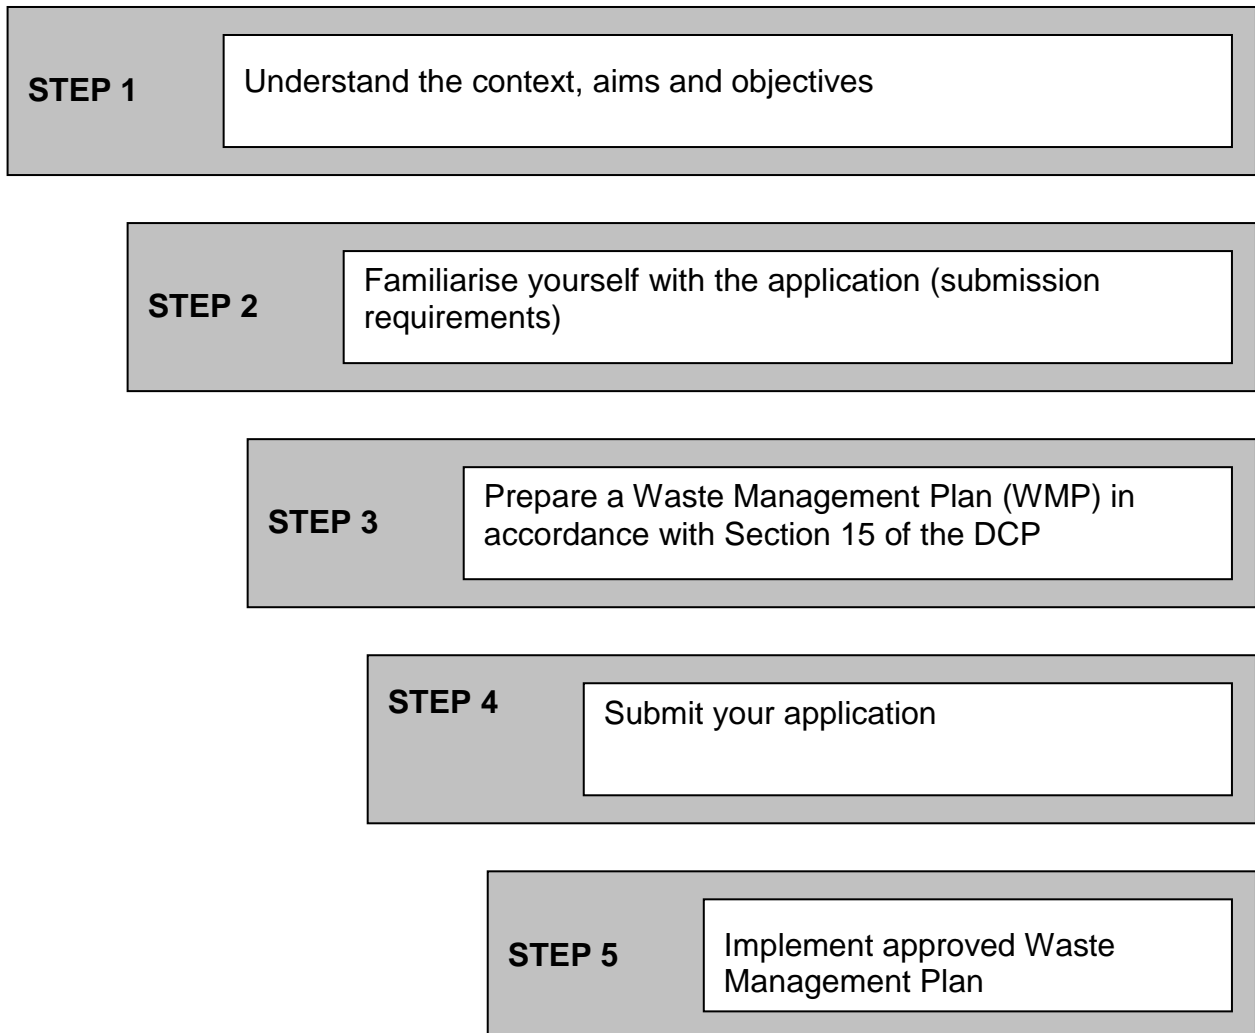 STEP 1
Understand the context, aims and objectives
STEP 2
Familiarise yourself with the application (submission
requirements)
STEP 3
Prepare a Waste Management Plan (WMP) in
accordance with Section 15 of the DCP
STEP 4
Submit your application
STEP 5
Implement approved Waste
Management Plan